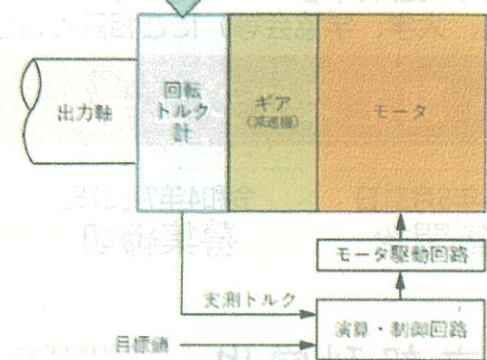 出力軸
回転
トルク
計
ギア
(減速機)
モータ
モータ駆動回路
実測トルク
演算・制御回路
目標値